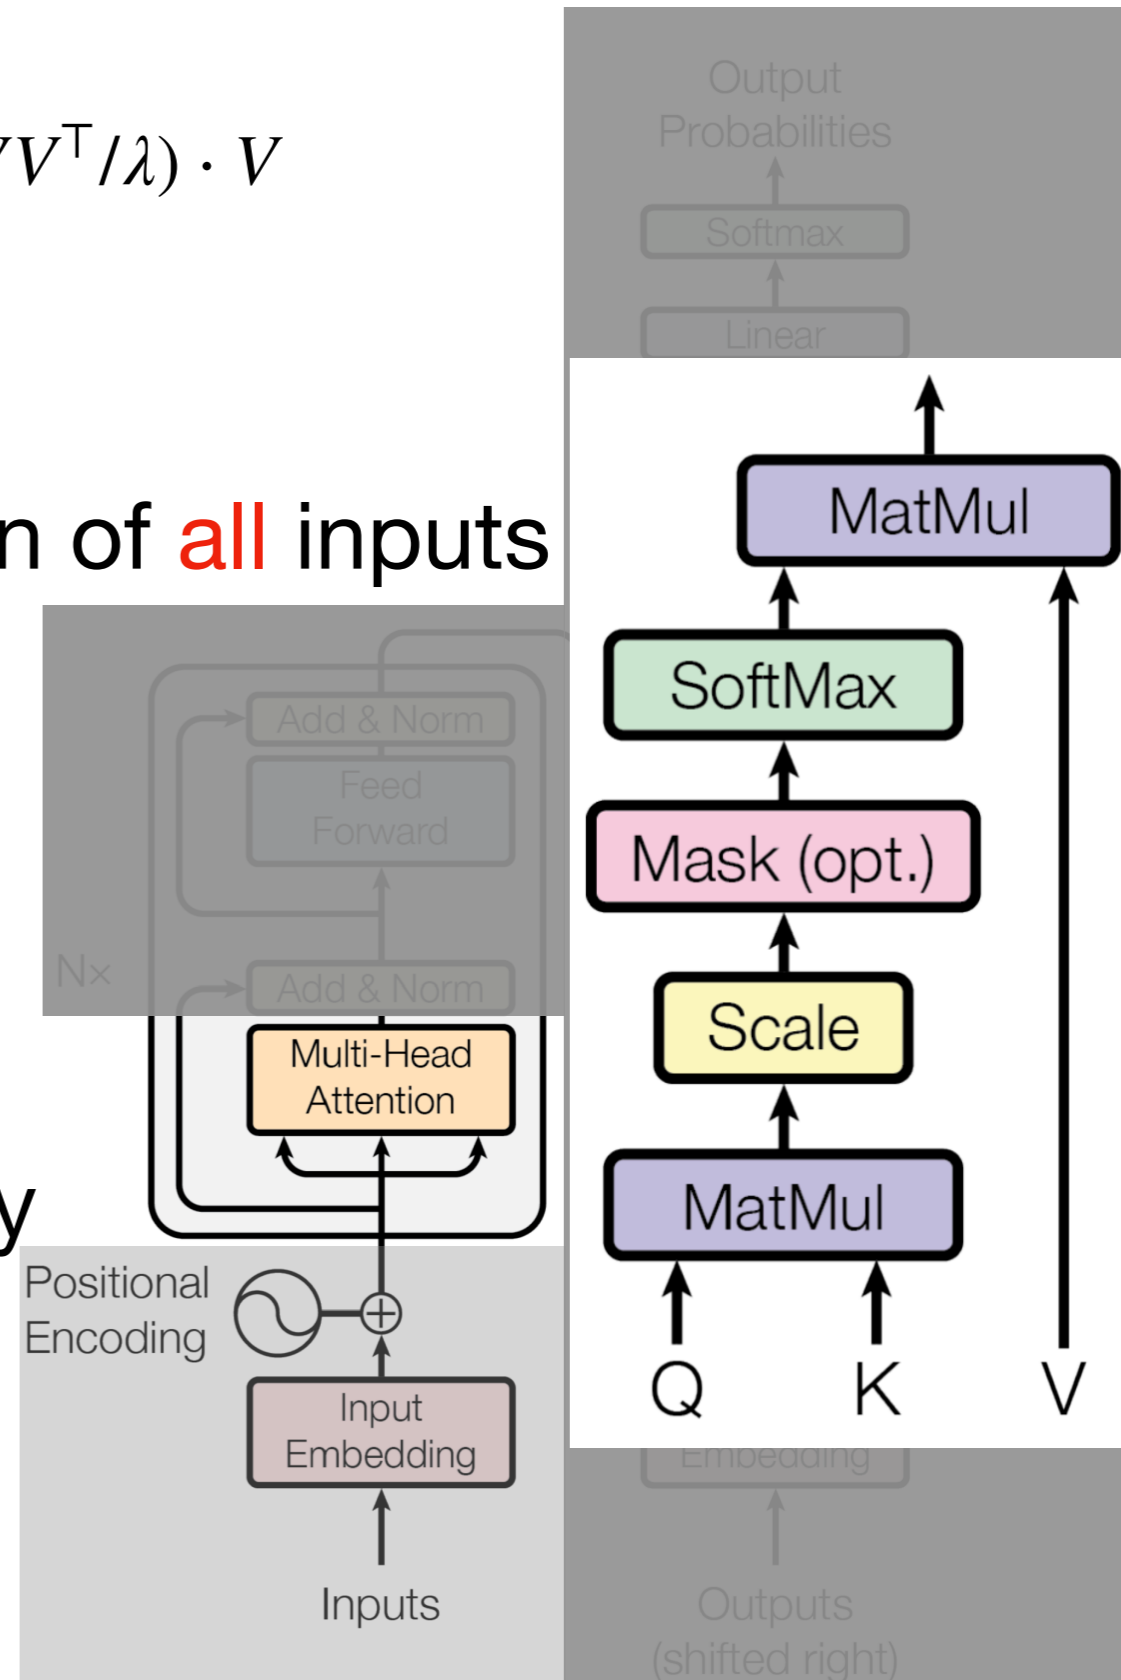 VV⊤/λ) · V
n of all inputs
y
Output
Probabilities
Softmax
Linear
MatMul
SoftMax
Mask (opt.)
Scale
MatMul
Q K V
Add & Norm
Feed
Forward
N×
Add & Norm
Multi-Head
Attention
Positional
Encoding
Input
Embedding
Inputs
Embedding
Outputs
(shifted right)